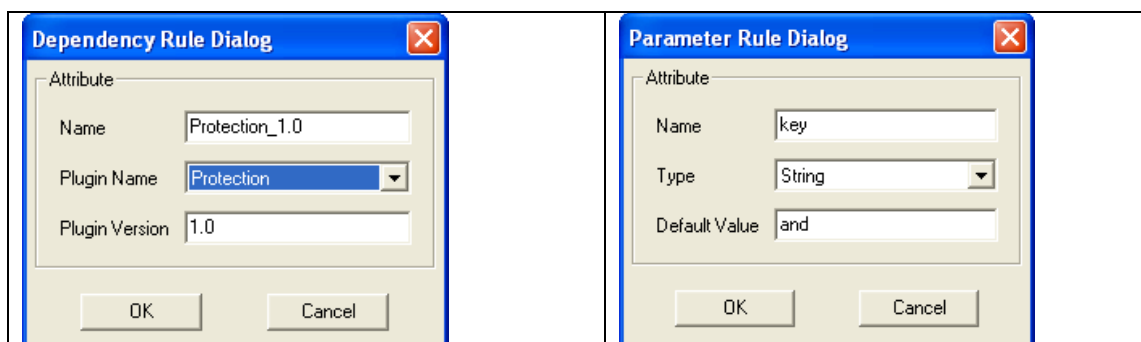 Dependency Rule Dialog
Attribute
Name Protection_1.0
Plugin Name Protection
Plugin Version 1.0
OK Cancel
Parameter Rule Dialog
Attribute
Name key
Type String
Default Value and
OK Cancel